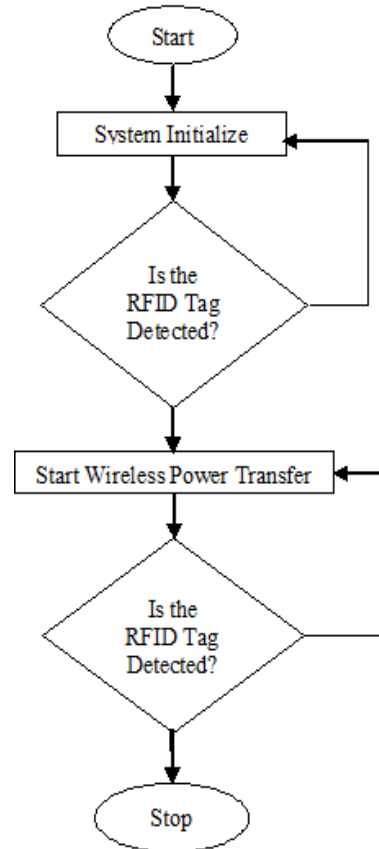 Start
System Initialize
Is the
RFID Tag
Detected?
Start Wireless Power Transfer
Is the
RFID Tag
Detected?
Stop